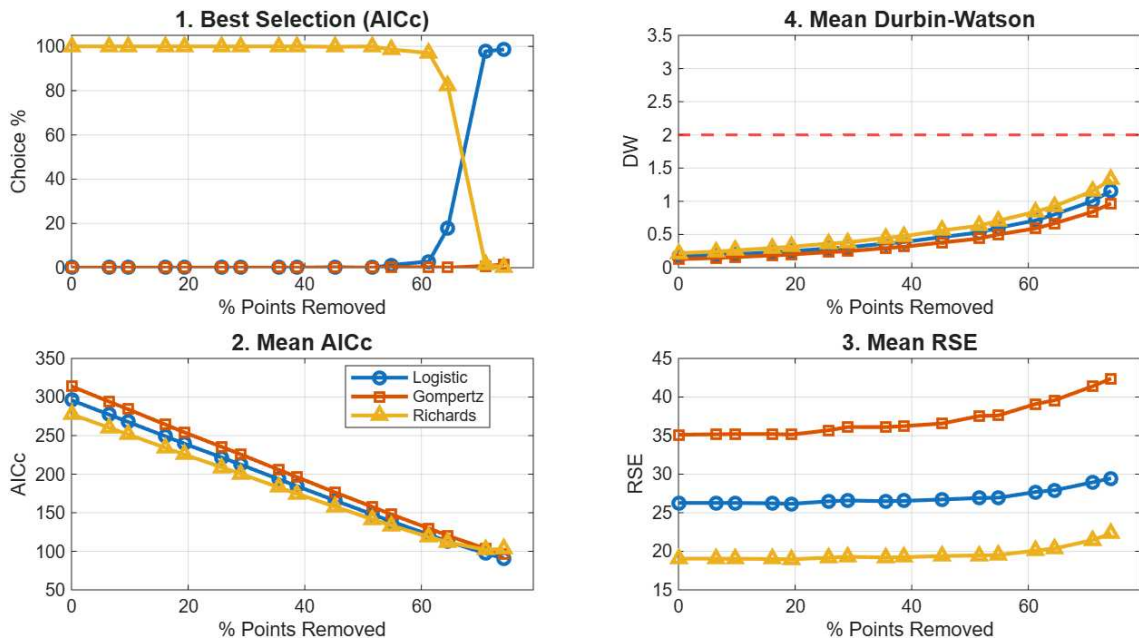 1. Best Selection (AICc)
100
80
60
40
20
0
Choice %
0 20 40 60
% Points Removed
4. Mean Durbin-Watson
3.5
3
2.5
2
1.5
1
0.5
0
DW
0 20 40 60
% Points Removed
2. Mean AICc
350
300
250
200
150
100
50
AICc
Logistic
Gompertz
Richards
0 20 40 60
% Points Removed
3. Mean RSE
45
40
35
30
25
20
15
RSE
0 20 40 60
% Points Removed